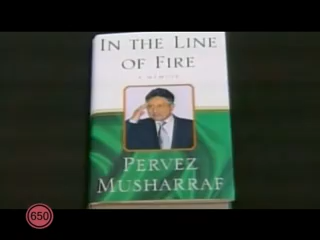 IN THE LINE
OF FIRE
A MEMOIR
PERVEZ
MUSHARRAF
650